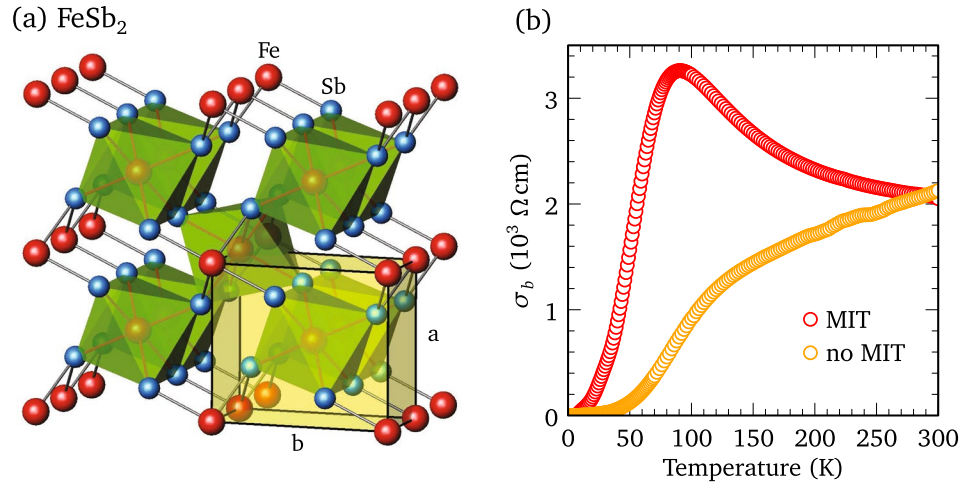 (a) FeSb₂
Fe
Sb
a
b
(b)
σ_b (10³ Ω cm)
3
2
1
0
MIT
no MIT
0 50 100 150 200 250 300
Temperature (K)